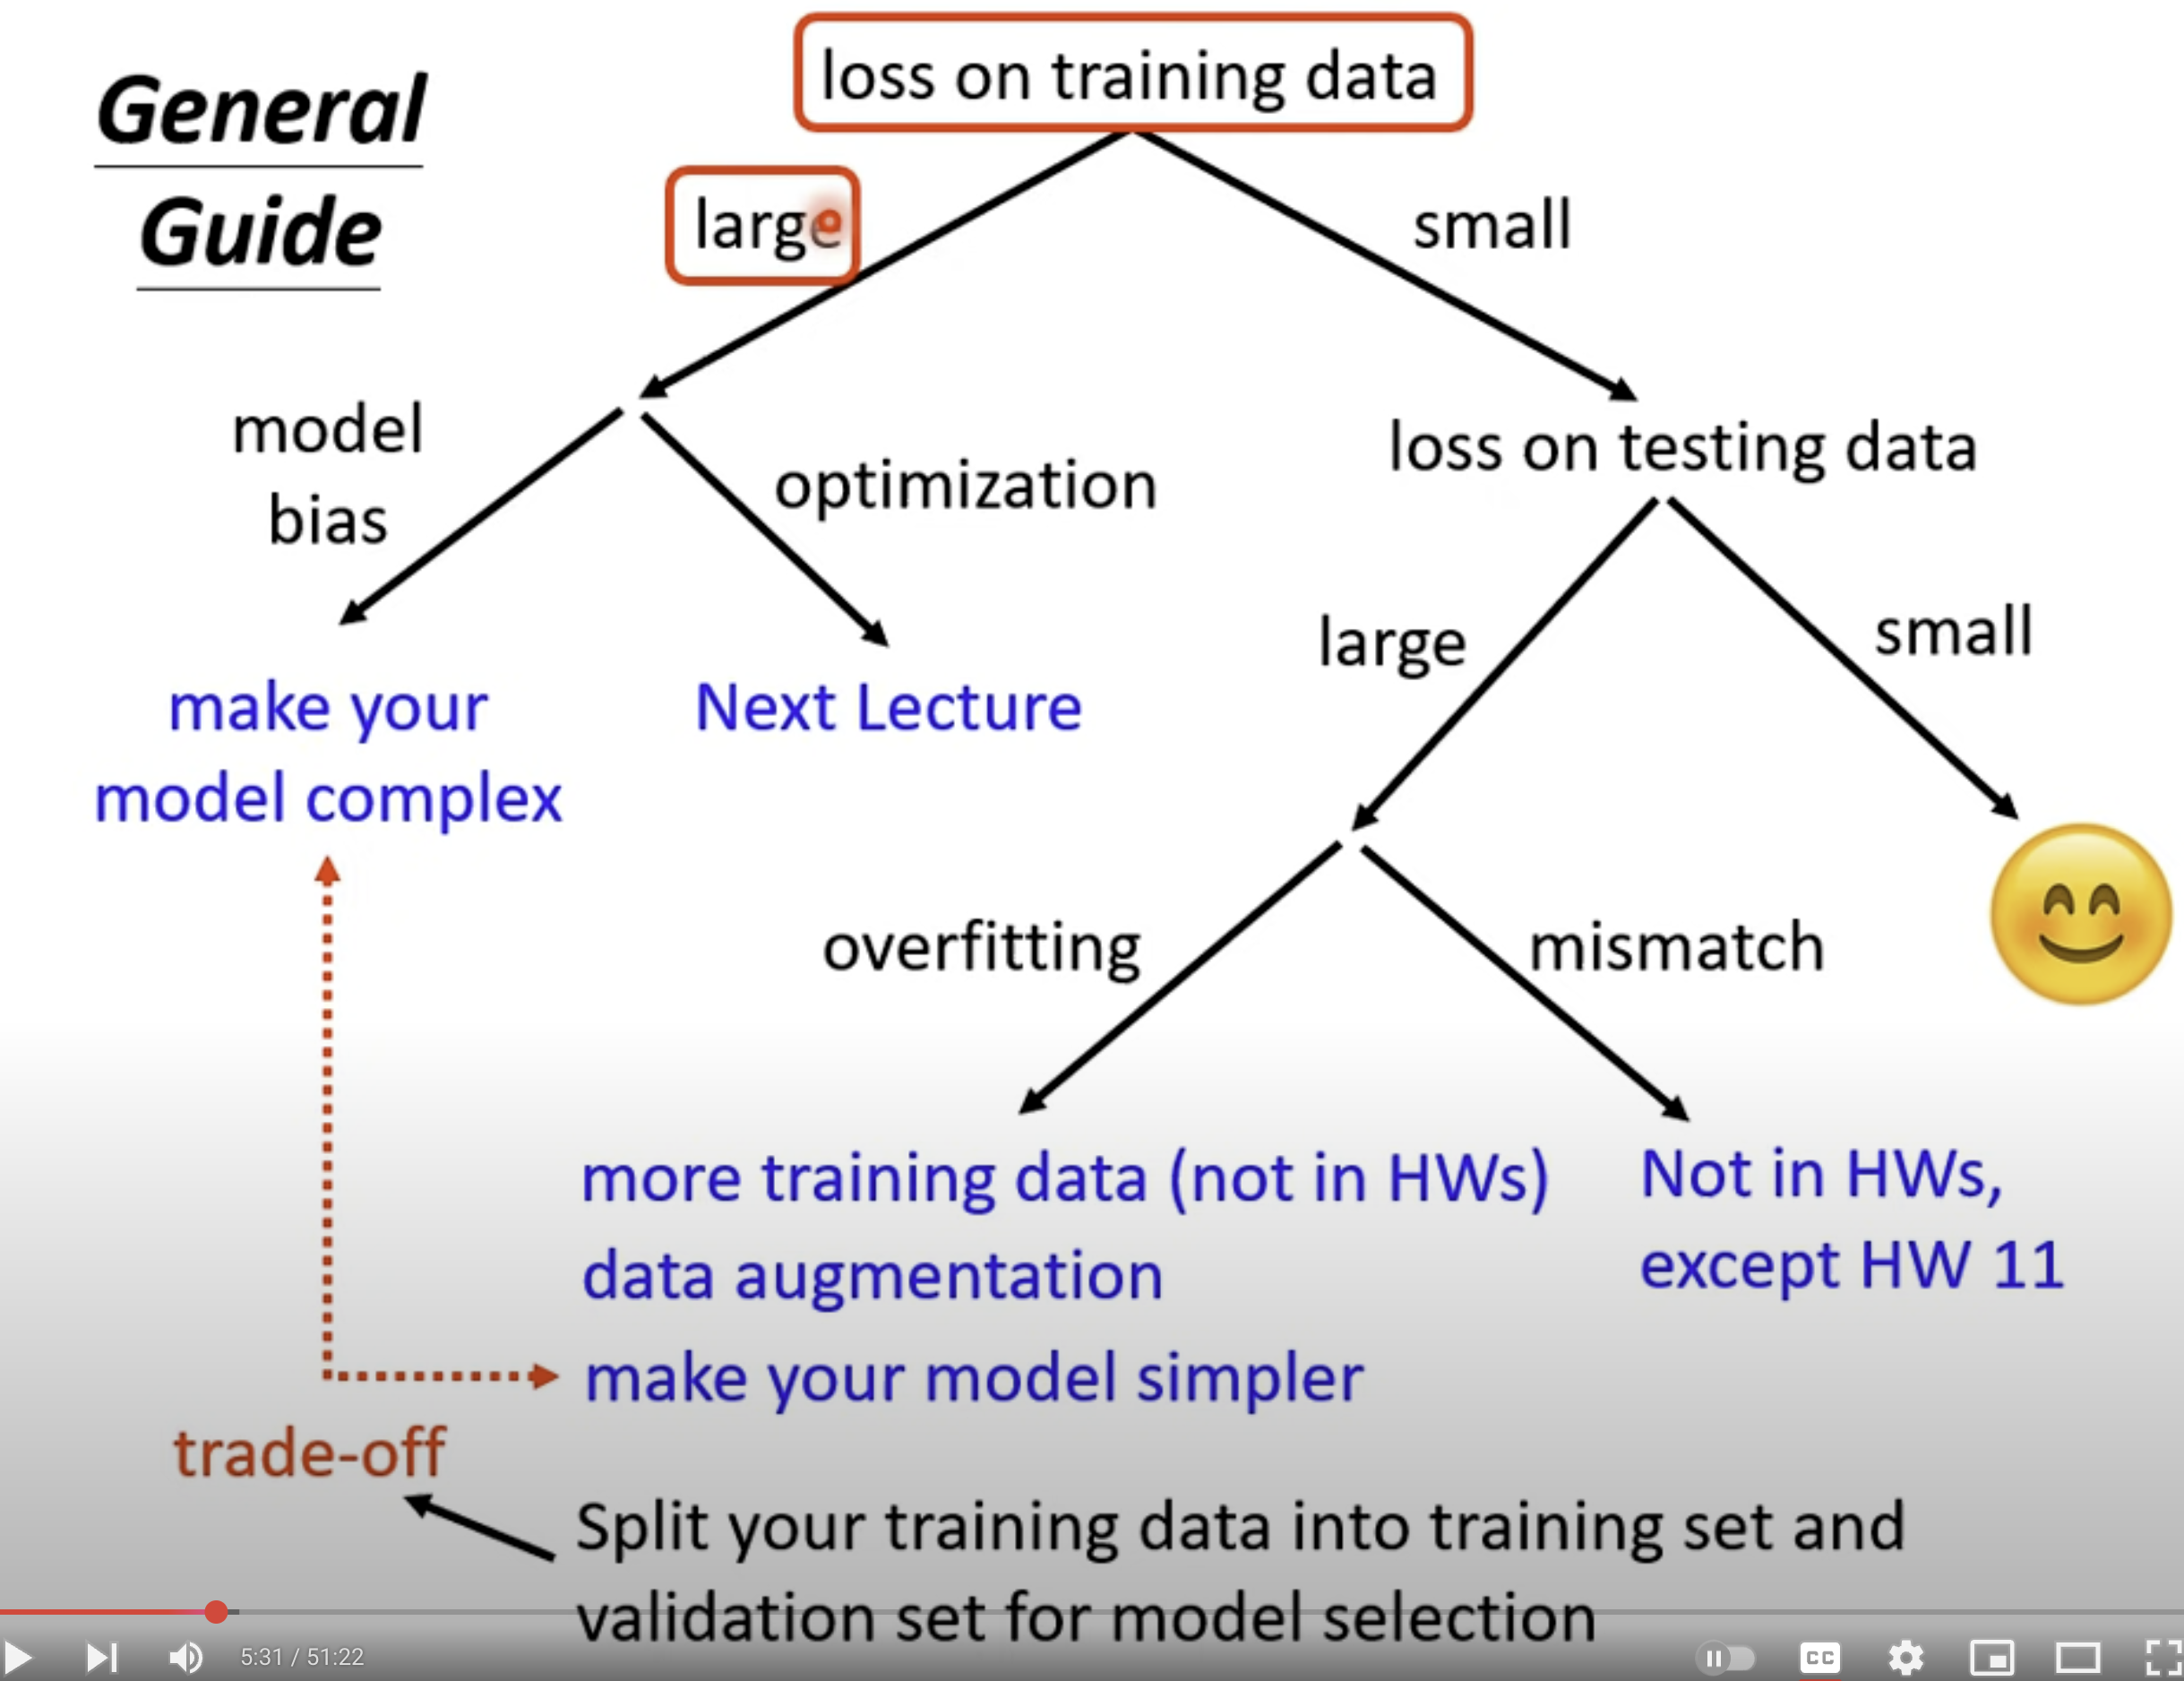 General
Guide
loss on training data
large
small
model
bias
optimization
loss on testing data
make your
model complex
Next Lecture
large
small
overfitting
mismatch
more training data (not in HWs)
data augmentation
make your model simpler
Not in HWs,
except HW 11
trade-off
Split your training data into training set and
validation set for model selection
5:31 / 51:22
CC